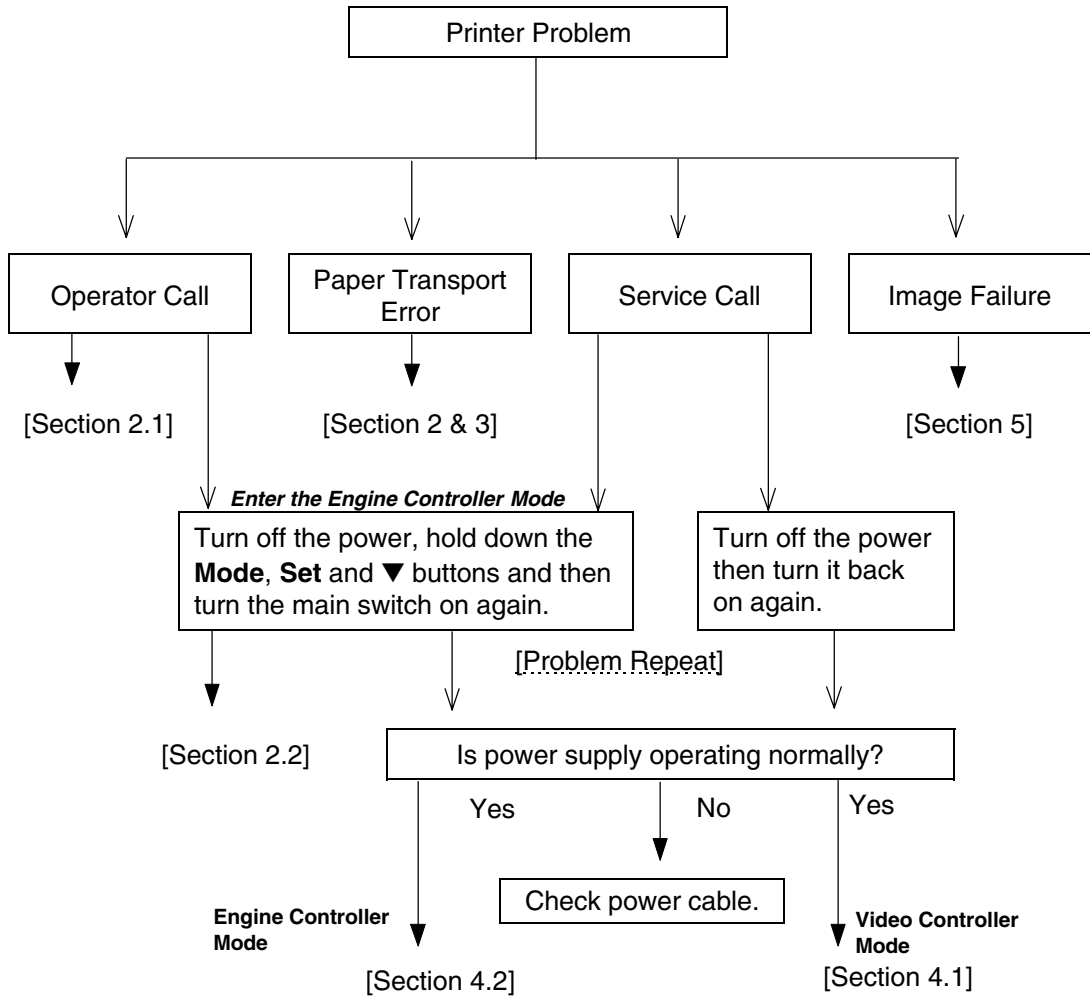 Printer Problem
Operator Call
Paper Transport
Error
Service Call
Image Failure
[Section 2.1]
[Section 2 & 3]
[Section 5]
Enter the Engine Controller Mode
Turn off the power, hold down the
Mode, Set and ▼ buttons and then
turn the main switch on again.
Turn off the power
then turn it back
on again.
[Problem Repeat]
[Section 2.2]
Is power supply operating normally?
Yes
No
Yes
Check power cable.
Engine Controller
Mode
Video Controller
Mode
[Section 4.2]
[Section 4.1]